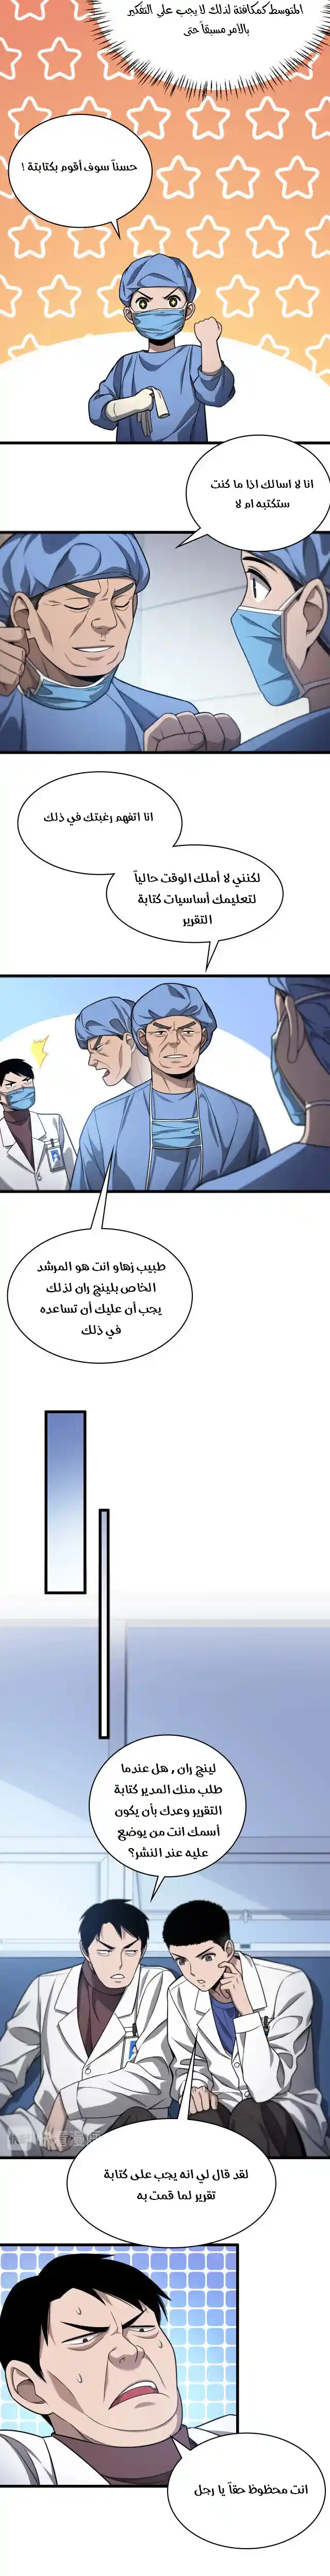 المتوسط كمكافئة لذلك لا يجب علي التفكير
بالأمر مسبقاً حتى
حسناً سوف أقوم بكتابتة !
انا لا اسالك اذا ما كنت
ستكتبه ام لا
انا اتفهم رغبتك في ذلك
لكنني لا أملك الوقت حالياً
لتعليمك أساسيات كتابة
التقرير
طبيب زهاو انت هو المرشد
الخاص بلينج ران لذلك
يجب أن عليك أن تساعده
في ذلك
لينج ران , هل عندما
طلب منك المدير كتابة
التقرير وعدك بأن يكون
أسمك انت من يوضع
عليه عند النشر؟
لقد قال لي انه يجب على كتابة
تقرير لما قمت به
انت محظوظ حقاً يا رجل